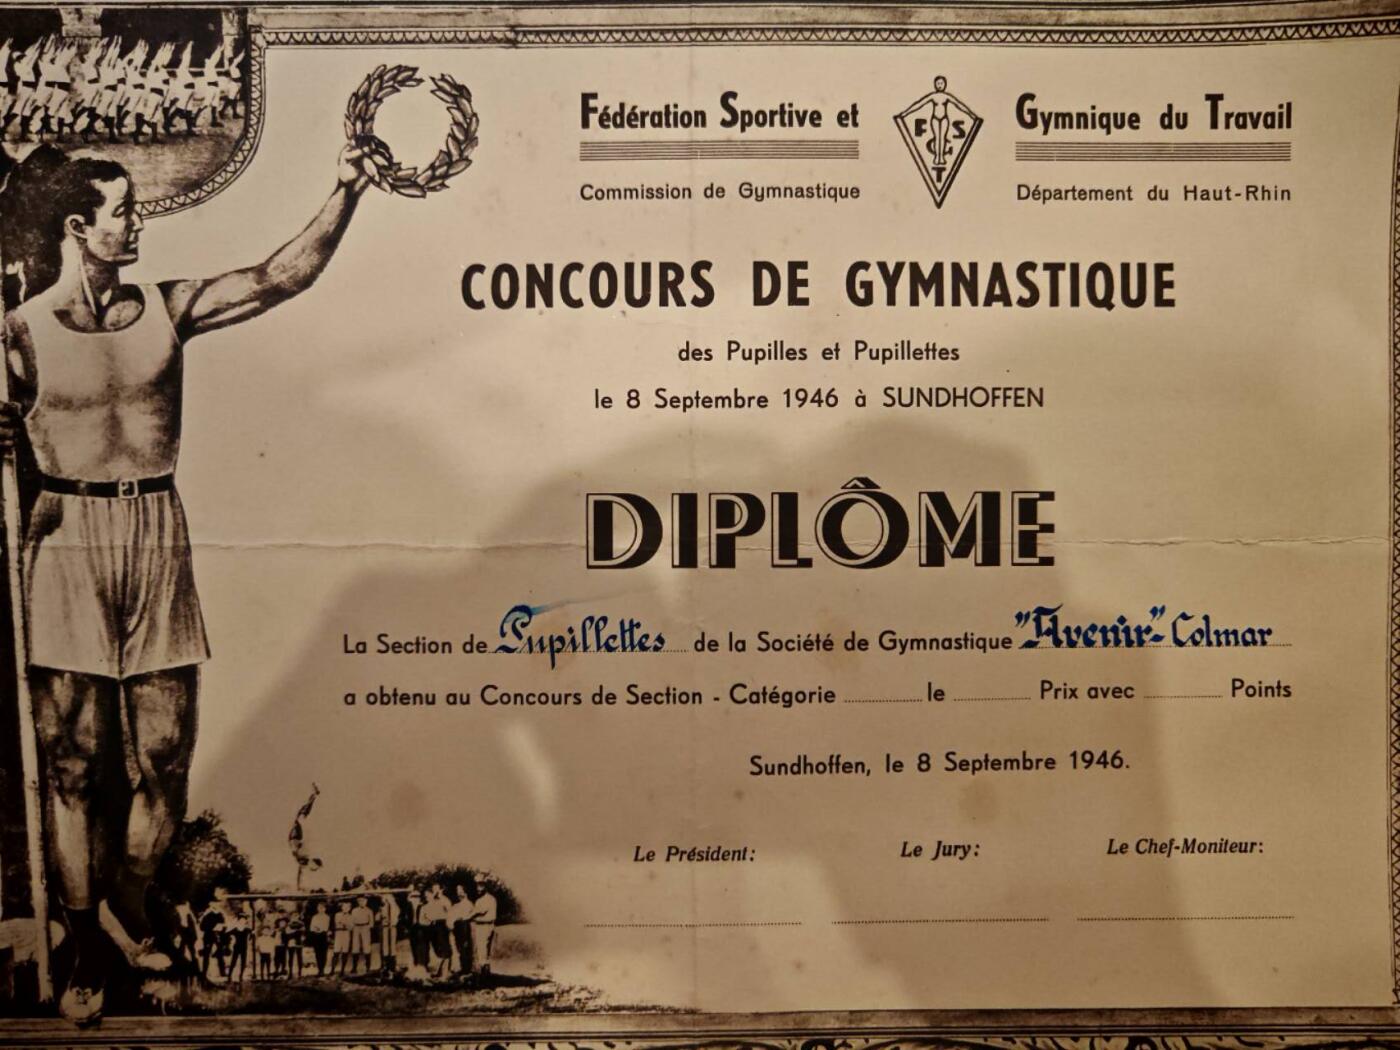 Fédération Sportive et Gymnique du Travail
F S G T
Commission de Gymnastique Département du Haut-Rhin
CONCOURS DE GYMNASTIQUE
des Pupilles et Pupillettes
le 8 Septembre 1946 à SUNDHOFFEN
DIPLÔME
La Section de Pupillettes de la Société de Gymnastique "Avenir" Colmar
a obtenu au Concours de Section - Catégorie le Prix avec Points
Sundhoffen, le 8 Septembre 1946.
Le Président: Le Jury: Le Chef-Moniteur: